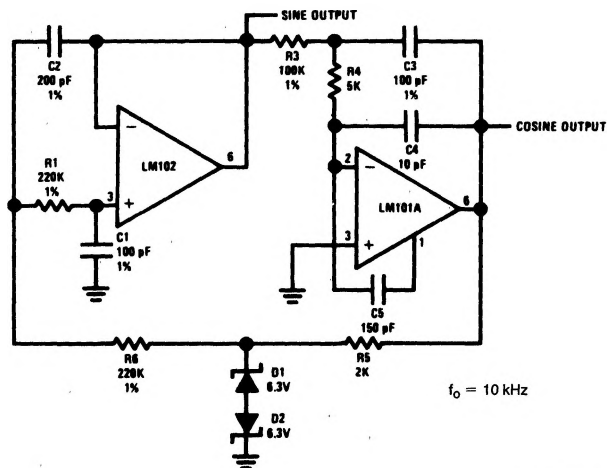 SINE OUTPUT
C2
200 pF
1%
R3
100K
1%
R4
5K
C3
100 pF
1%
COSINE OUTPUT
C4
10 pF
LM102
6
R1
220K
1%
3
C1
100 pF
1%
2
LM101A
6
3
1
C5
150 pF
R6
220K
1%
R5
2K
D1
6.3V
D2
6.3V
f₀ = 10 kHz